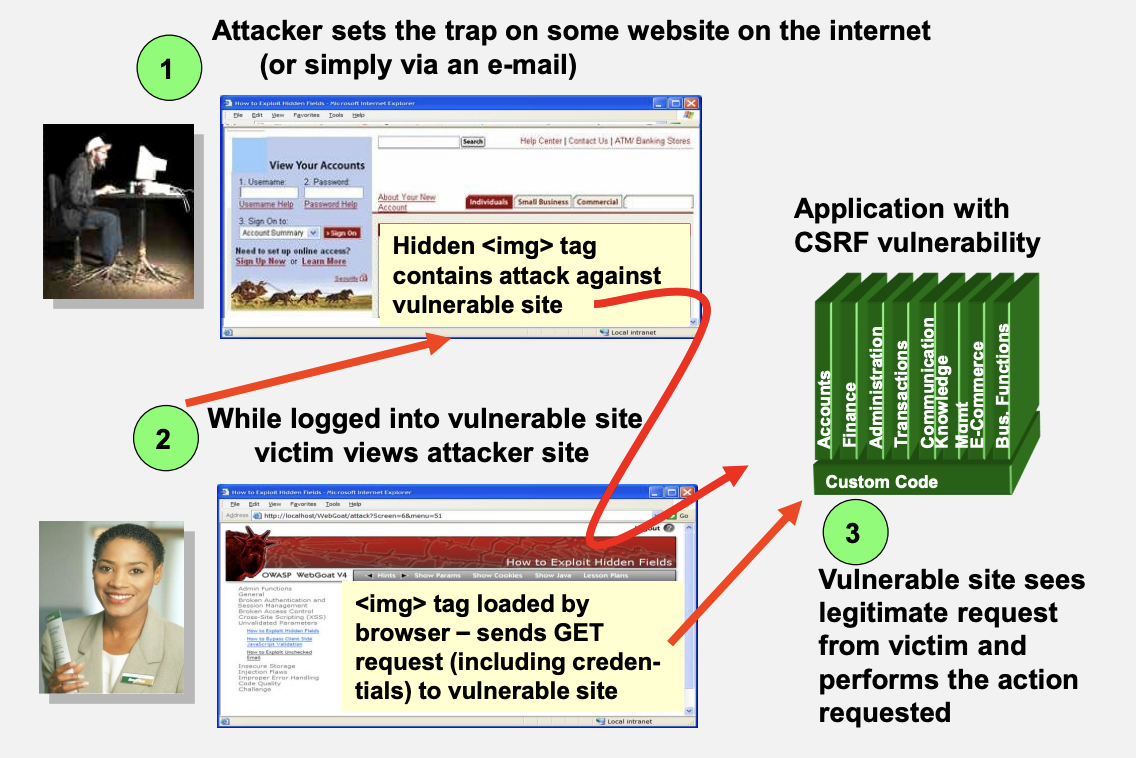 Attacker sets the trap on some website on the internet
(or simply via an e-mail)
1
How to Exploit Hidden Fields - Microsoft Internet Explorer
File Edit View Favorites Tools Help
Search
Help Center | Contact Us | ATM/ Banking Stores
View Your Accounts
1. Username: 2. Password:
Username Help Password Help
3. Sign On to:
Account Summary Sign On
Need to set up online access?
Sign Up Now or Learn More
Security
About Your New
Account
Individuals Small Business Commercial
Hidden <img> tag
contains attack against
vulnerable site
Local intranet
2
While logged into vulnerable site
victim views attacker site
How to Exploit Hidden Fields - Microsoft Internet Explorer
File Edit View Favorites Tools Help
Address http://localhost/WebGoat/attack?Screen=6&menu=51 Go
How to Exploit Hidden Fields
OWASP WebGoat V4 Hints Show Params Show Cookies Show Java Lesson Plans
Admin Functions
General
Broken Authentication and
Session Management
Broken Access Control
Cross-Site Scripting (XSS)
Unvalidated Parameters
How to Exploit Hidden Fields
How to Bypass Client Side
JavaScript Validation
How to Exploit Unchecked
Email
Insecure Storage
Injection Flaws
Improper Error Handling
Code Quality
Challenge
<img> tag loaded by
browser – sends GET
request (including creden-
tials) to vulnerable site
Local intranet
Application with
CSRF vulnerability
Accounts
Finance
Administration
Transactions
Communication
Knowledge
Mgmt
E-Commerce
Bus. Functions
Custom Code
3
Vulnerable site sees
legitimate request
from victim and
performs the action
requested